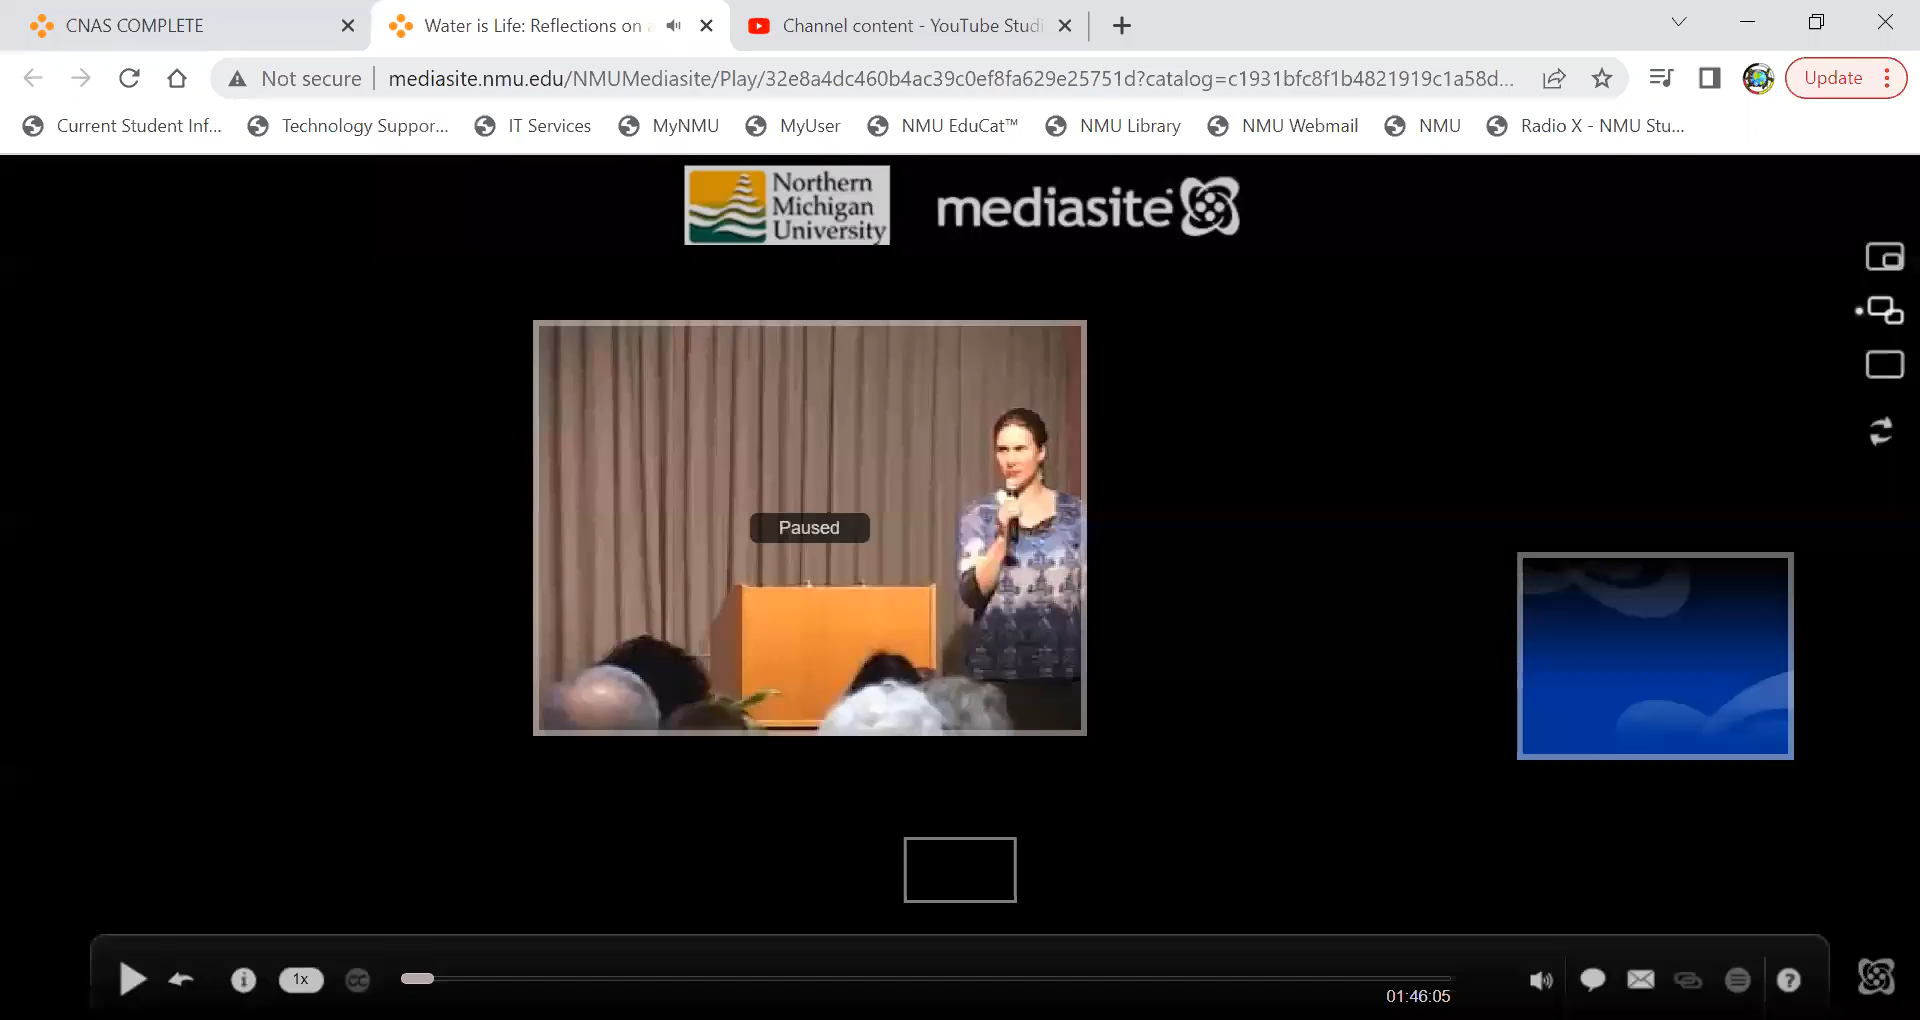 CNAS COMPLETE
Water is Life: Reflections on a
Channel content - YouTube Studi
Not secure
mediasite.nmu.edu/NMUMediasite/Play/32e8a4dc460b4ac39c0ef8fa629e25751d?catalog=c1931bfc8f1b4821919c1a58d...
Update
Current Student Inf...
Technology Suppor...
IT Services
MyNMU
MyUser
NMU EduCat™
NMU Library
NMU Webmail
NMU
Radio X - NMU Stu...
Northern
Michigan
University
mediasite
Paused
1x
CC
01:46:05